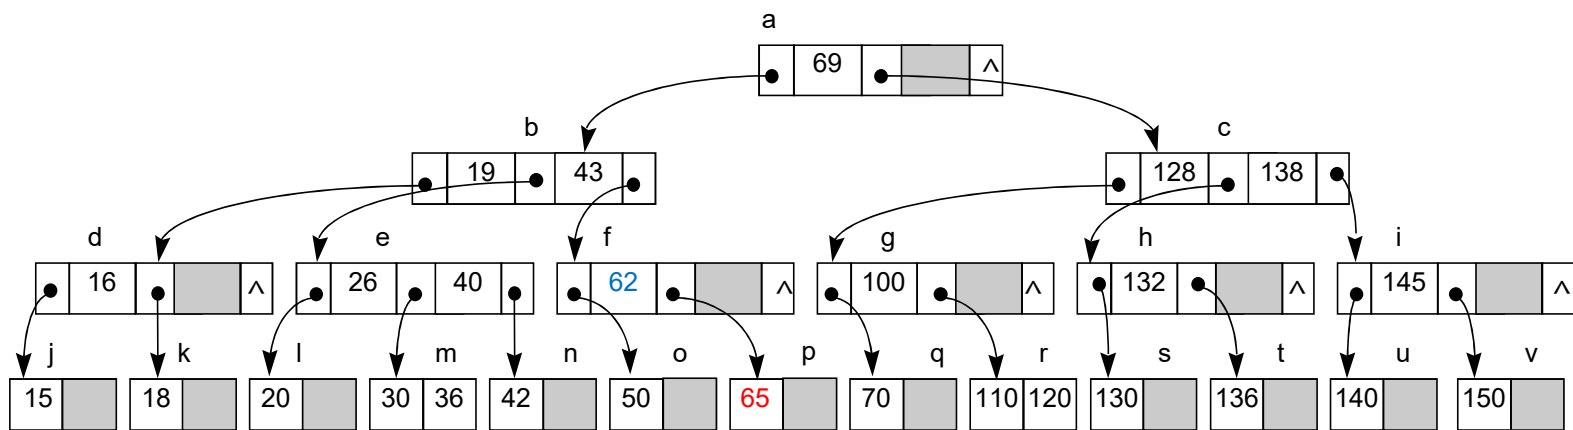 a
69 ^
b c
19 43 128 138
d e f g h i
16 ^ 26 40 62 ^ 100 ^ 132 ^ 145 ^
j k l m n o p q r s t u v
15 18 20 30 36 42 50 65 70 110 120 130 136 140 150